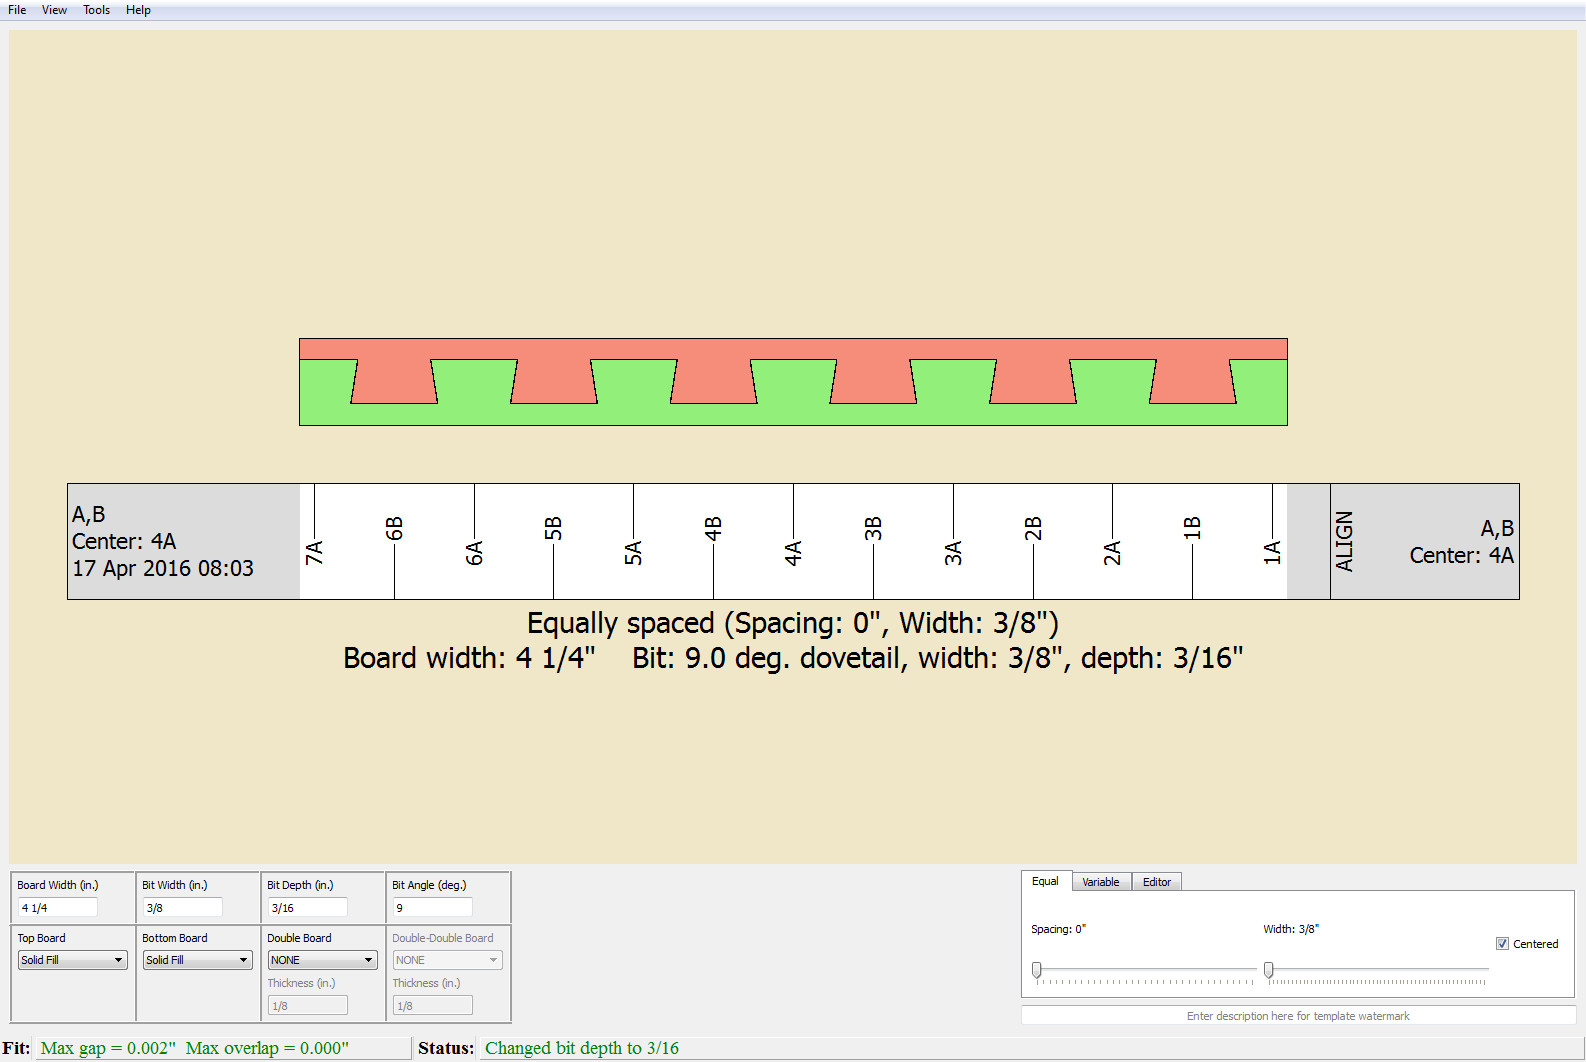 File View Tools Help
A,B
Center: 4A
17 Apr 2016 08:03
7A
6B
6A
5B
5A
4B
4A
3B
3A
2B
2A
1B
1A
ALIGN
A,B
Center: 4A
Equally spaced (Spacing: 0", Width: 3/8")
Board width: 4 1/4" Bit: 9.0 deg. dovetail, width: 3/8", depth: 3/16"
Board Width (in.) Bit Width (in.) Bit Depth (in.) Bit Angle (deg.)
4 1/4 3/8 3/16 9
Top Board Bottom Board Double Board Double-Double Board
Solid Fill Solid Fill NONE NONE
Thickness (in.) Thickness (in.)
1/8 1/8
Equal Variable Editor
Spacing: 0" Width: 3/8"
Centered
Enter description here for template watermark
Fit: Max gap = 0.002" Max overlap = 0.000" Status: Changed bit depth to 3/16